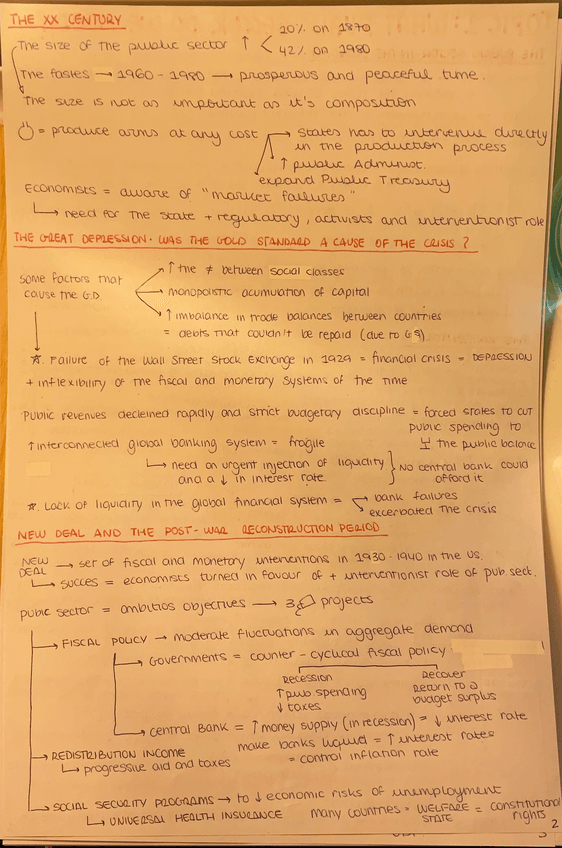 THE XX CENTURY
The size of the public sector ↑ < 20% on 1870
42% on 1980
The fastes → 1960 - 1980 → prosperous and peaceful time.
The size is not as important as it's composition
= produce arms at any cost → States has to intervenue directly
in the production process
↑ public Administ.
expand Public Treasury
Economists = aware of "market failures"
→ need for the state + regulatory, activists and interventionist role
THE GREAT DEPRESSION. WAS THE GOLD STANDARD A CAUSE OF THE CRISIS?
Some factors that
cause the G.D.
↑ the ≠ between social classes
monopolistic acumulation of capital
↑ imbalance in trade balances between countries
= debts that couldn't be repaid (due to GS)
☆. Failure of the Wall Street Stock Exchange in 1929 = financial crisis = DEPRESSION
+ inflexibility of the fiscal and monetary systems of the time
Public revenues decleined rapidly and strict budgetary discipline = forced states to cut
public spending to
the public balance
↑ interconnected global banking system = fragile
→ need an urgent injection of liquidity
and a ↓ in interest rate.
} No central bank could
afford it
☆. Lack of liquidity in the global financial system = → bank failures
→ excerbated the crisis
NEW DEAL AND THE POST-WAR RECONSTRUCTION PERIOD
NEW
DEAL → set of fiscal and monetary interventions in 1930-1940 in the US.
→ succes = economists turned in favour of + interventionist role of pub. sect.
pubic sector = ambitios objectives → 3 projects
→ FISCAL POLICY → moderate fluctuations in aggregate demand
→ Governments = counter-cyclical fiscal policy
Recession
↑ pub spending
↓ taxes
Recover
Return to a
budget surplus
→ central Bank = ↑ money supply (in recession) = ↓ interest rate
make banks liquid = ↑ interest rates
= control inflation rate
→ REDISTRIBUTION INCOME
→ progressive aid and taxes
→ SOCIAL SECURITY PROGRAMS → to ↓ economic risks of unemployment
→ UNIVERSAL HEALTH INSURANCE many countries = WELFARE
STATE = constitutional
rights
2